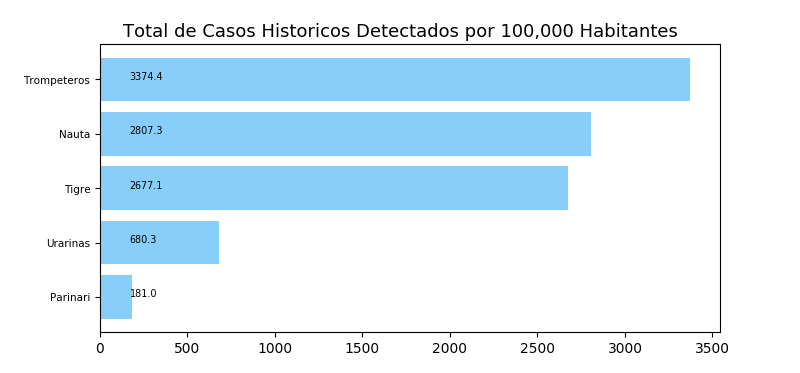 Total de Casos Historicos Detectados por 100,000 Habitantes
Trompeteros 3374.4
Nauta 2807.3
Tigre 2677.1
Urarinas 680.3
Parinari 181.0
0 500 1000 1500 2000 2500 3000 3500